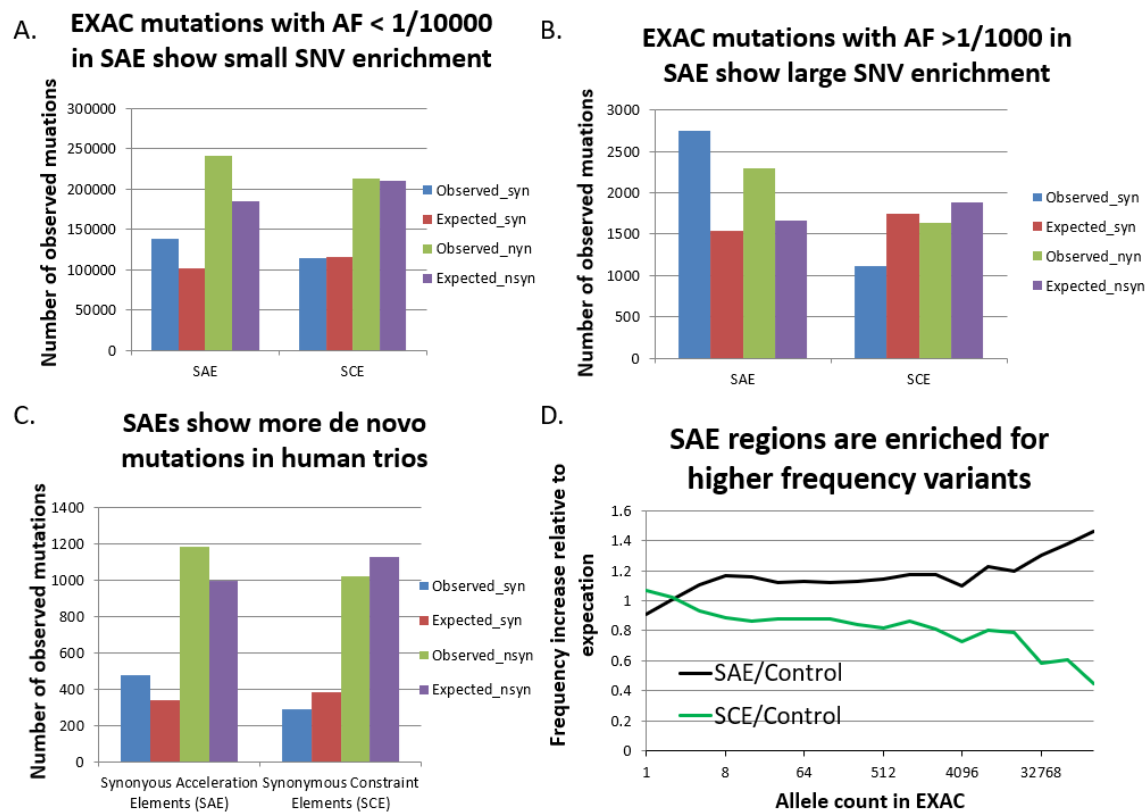 A.
EXAC mutations with AF < 1/10000
in SAE show small SNV enrichment
Number of observed muations
300000
250000
200000
150000
100000
50000
0
SAE
SCE
Observed_syn
Expected_syn
Observed_nyn
Expected_nsyn
B.
EXAC mutations with AF >1/1000 in
SAE show large SNV enrichment
Number of observed mutations
3000
2500
2000
1500
1000
500
0
SAE
SCE
Observed_syn
Expected_syn
Observed_nyn
Expected_nsyn
C.
SAEs show more de novo
mutations in human trios
Number of observed mutations
1400
1200
1000
800
600
400
200
0
Synonyous Acceleration
Elements (SAE)
Synonymous Constraint
Elements (SCE)
Observed_syn
Expected_syn
Observed_nsyn
Expected_nsyn
D.
SAE regions are enriched for
higher frequency variants
Frequency increase relative to
expecation
1.6
1.4
1.2
1
0.8
0.6
0.4
0.2
0
SAE/Control
SCE/Control
1
8
64
512
4096
32768
Allele count in EXAC